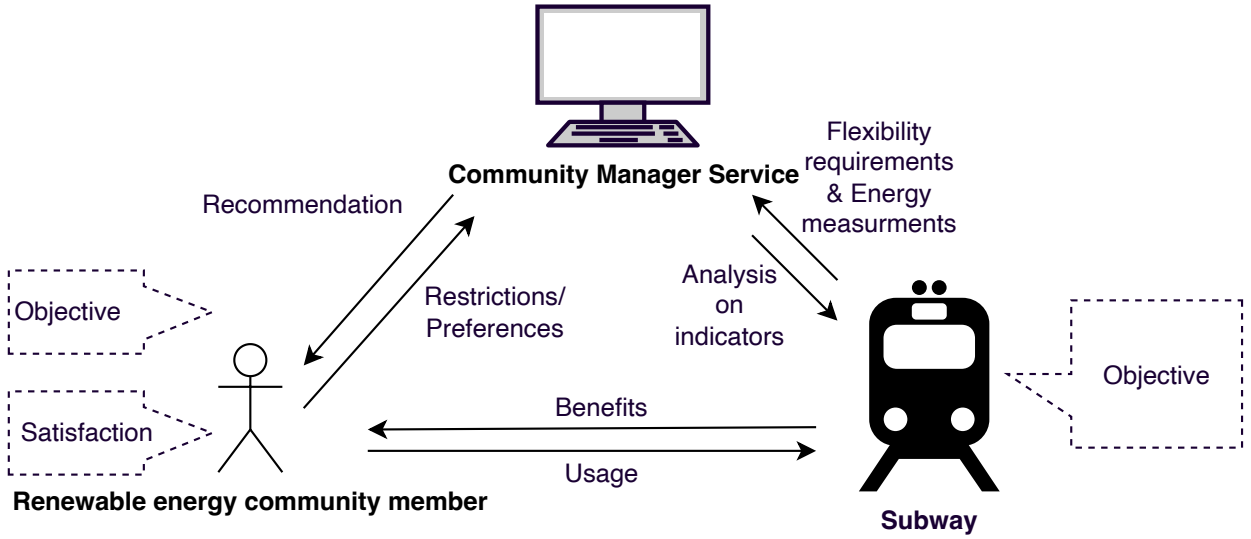 Community Manager Service
Flexibility
requirements
& Energy
measurments
Recommendation
Restrictions/
Preferences
Analysis
on
indicators
Objective
Satisfaction
Objective
Benefits
Usage
Renewable energy community member
Subway